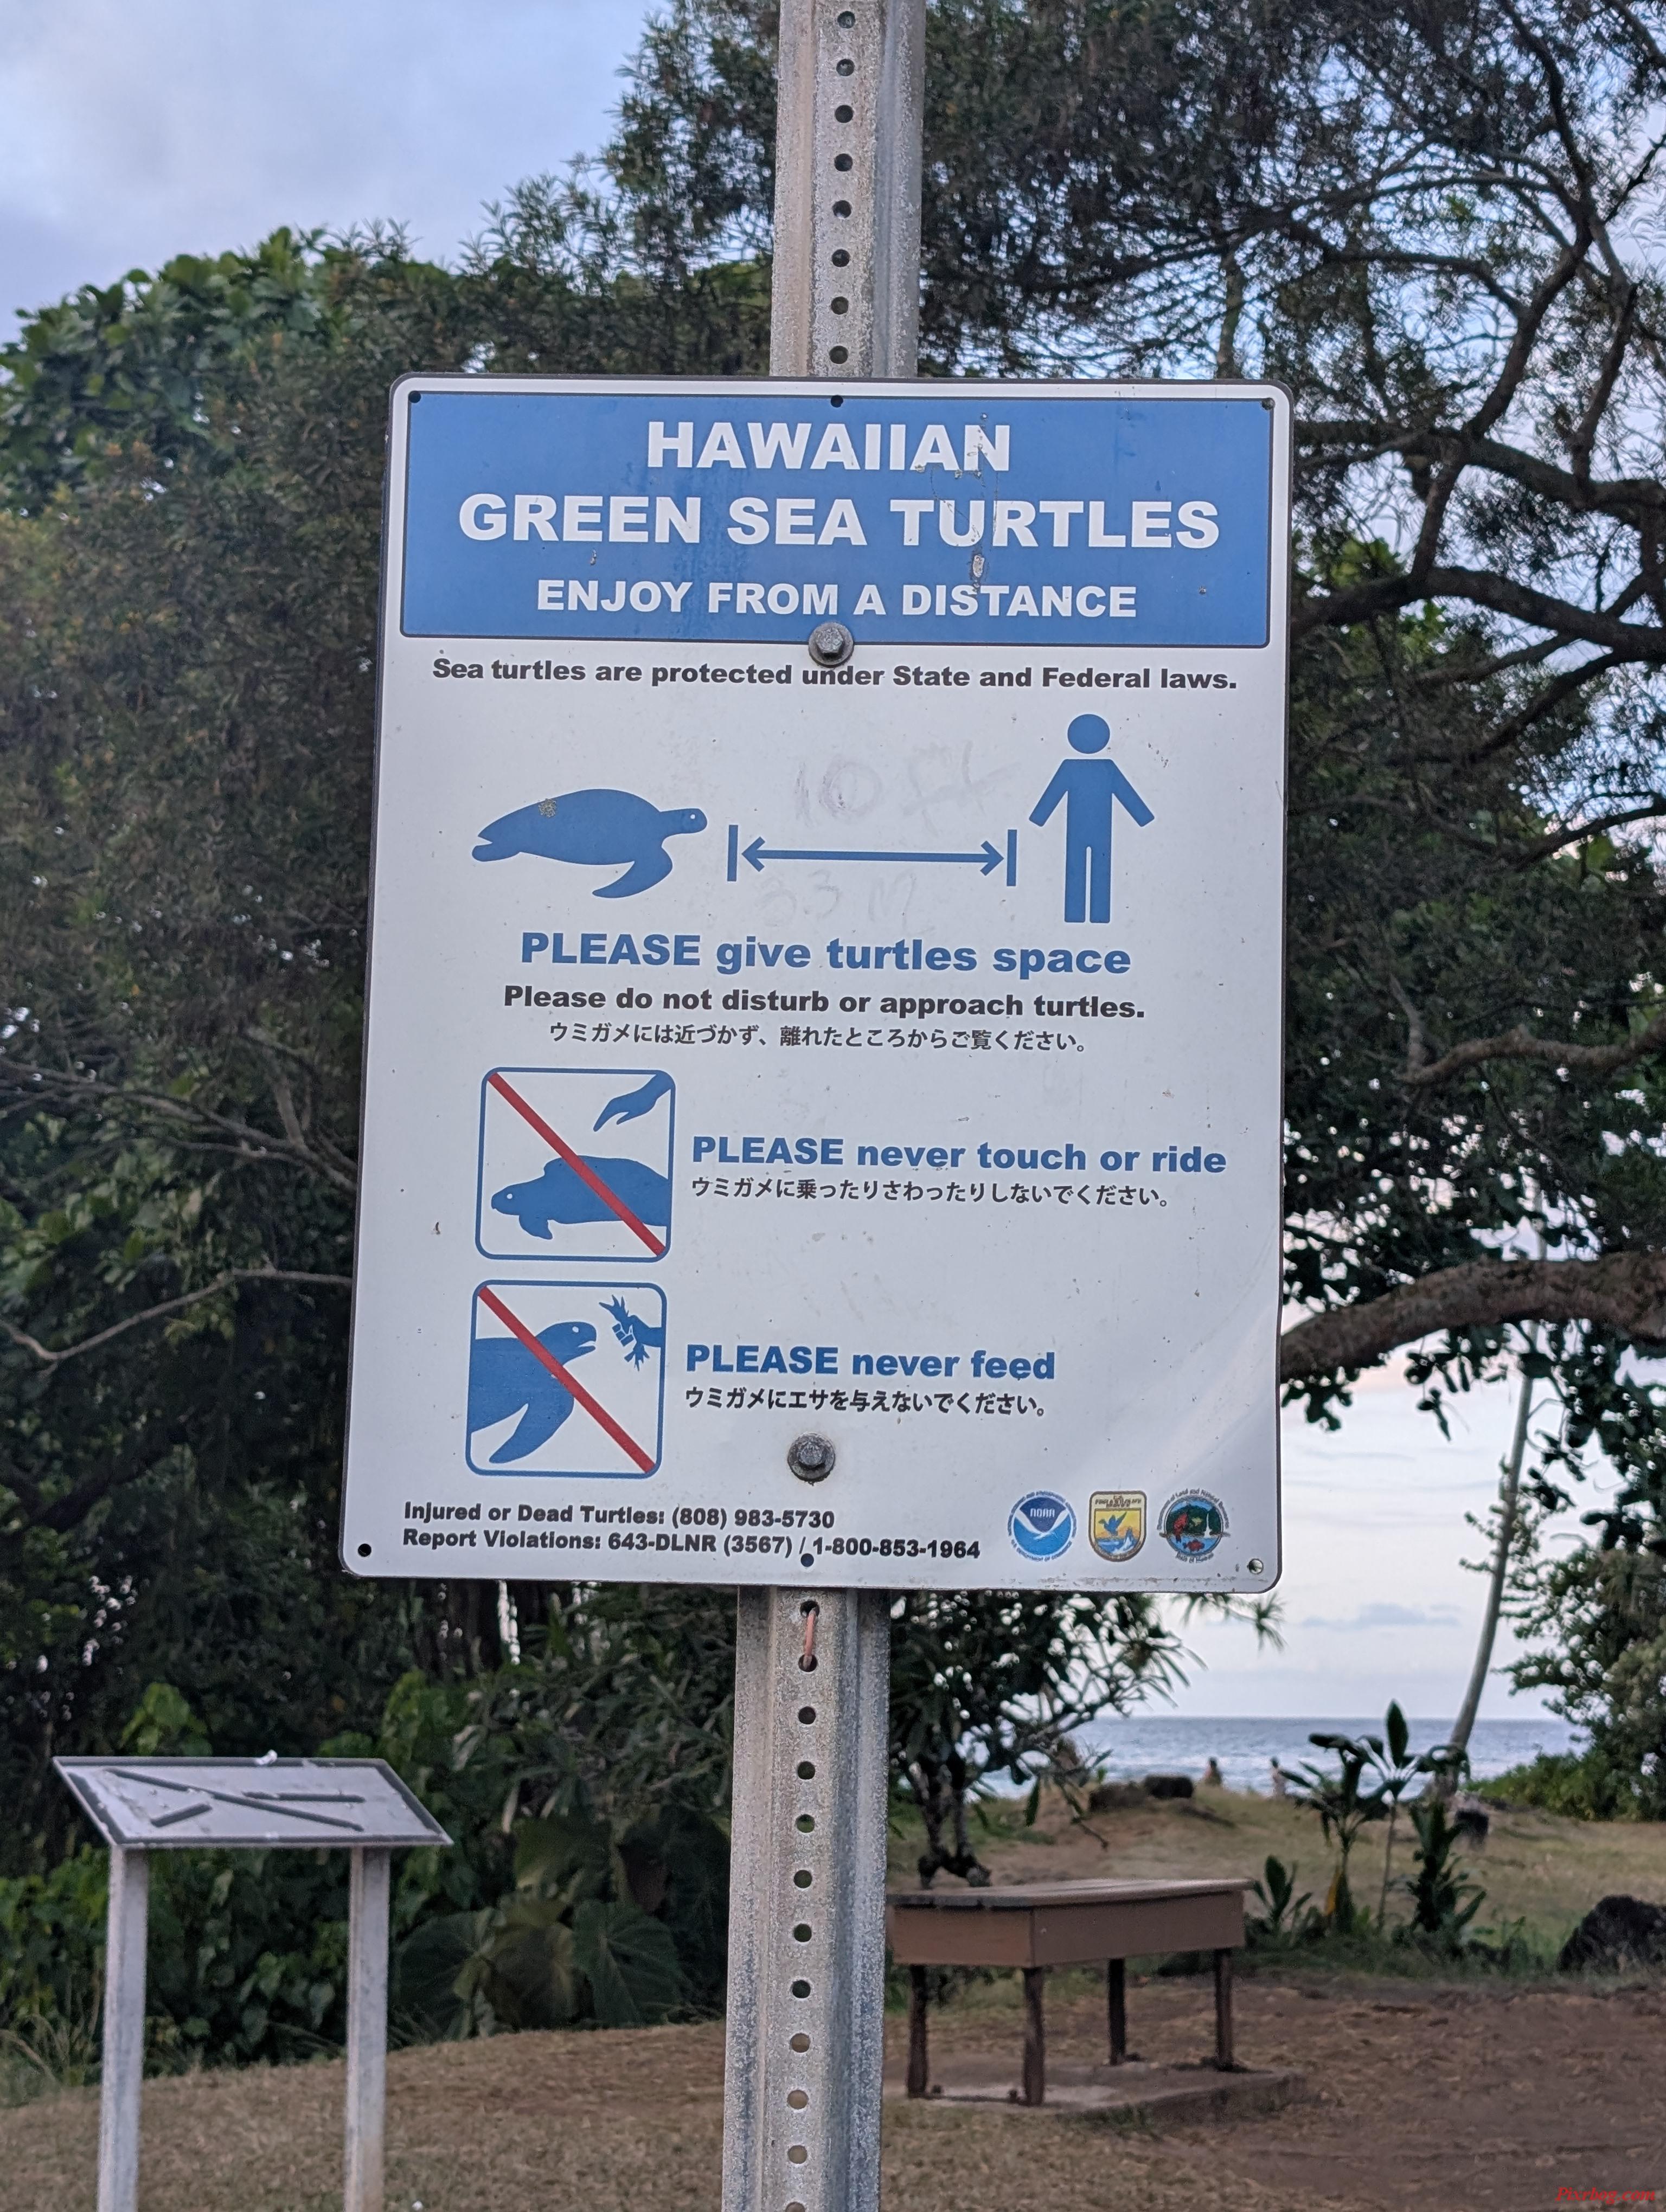 HAWAIIAN
GREEN SEA TURTLES
ENJOY FROM A DISTANCE
Sea turtles are protected under State and Federal laws.
10 ft
3.3 M
PLEASE give turtles space
Please do not disturb or approach turtles.
ウミガメには近づかず、離れたところからご覧ください。
PLEASE never touch or ride
ウミガメに乗ったりさわったりしないでください。
PLEASE never feed
ウミガメにエサを与えないでください。
Injured or Dead Turtles: (808) 983-5730
Report Violations: 643-DLNR (3567) / 1-800-853-1964
NOAA